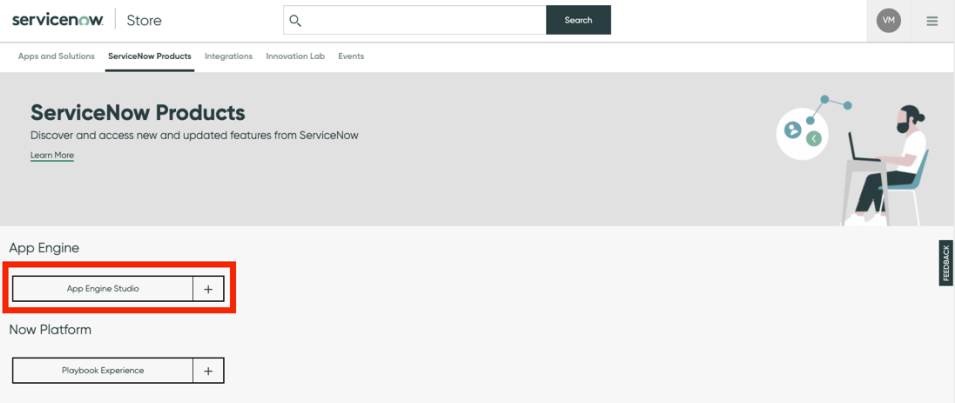 servicenow Store
Search
VM
Apps and Solutions ServiceNow Products Integrations Innovation Lab Events
ServiceNow Products
Discover and access new and updated features from ServiceNow
Learn More
App Engine
App Engine Studio +
Now Platform
Playbook Experience +
FEEDBACK